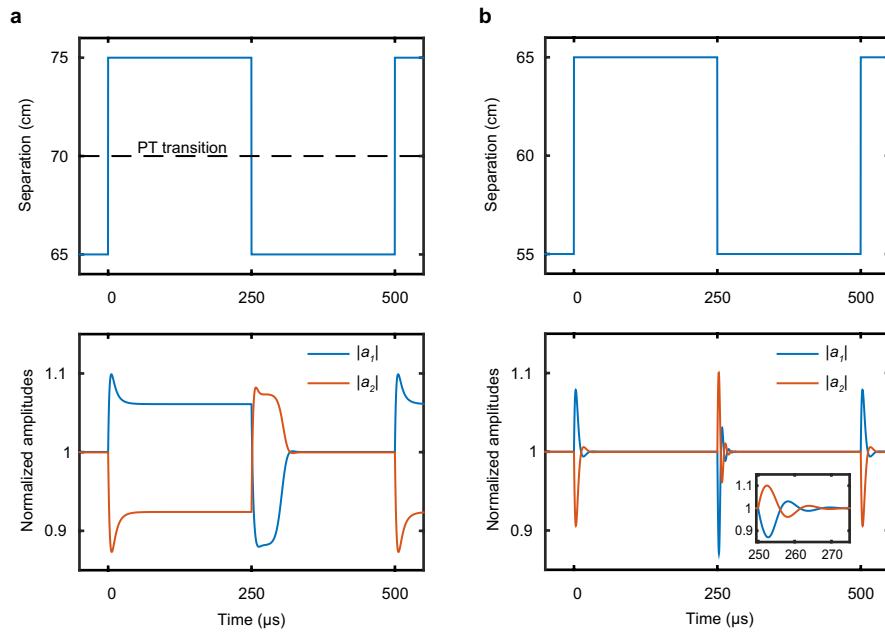 a
b
75
70
65
Separation (cm)
PT transition
0
250
500
65
60
55
Separation (cm)
0
250
500
1.1
1
0.9
Normalized amplitudes
|a1|
|a2|
0
250
500
Time (μs)
1.1
1
0.9
Normalized amplitudes
|a1|
|a2|
1.1
1
0.9
250
260
270
0
250
500
Time (μs)